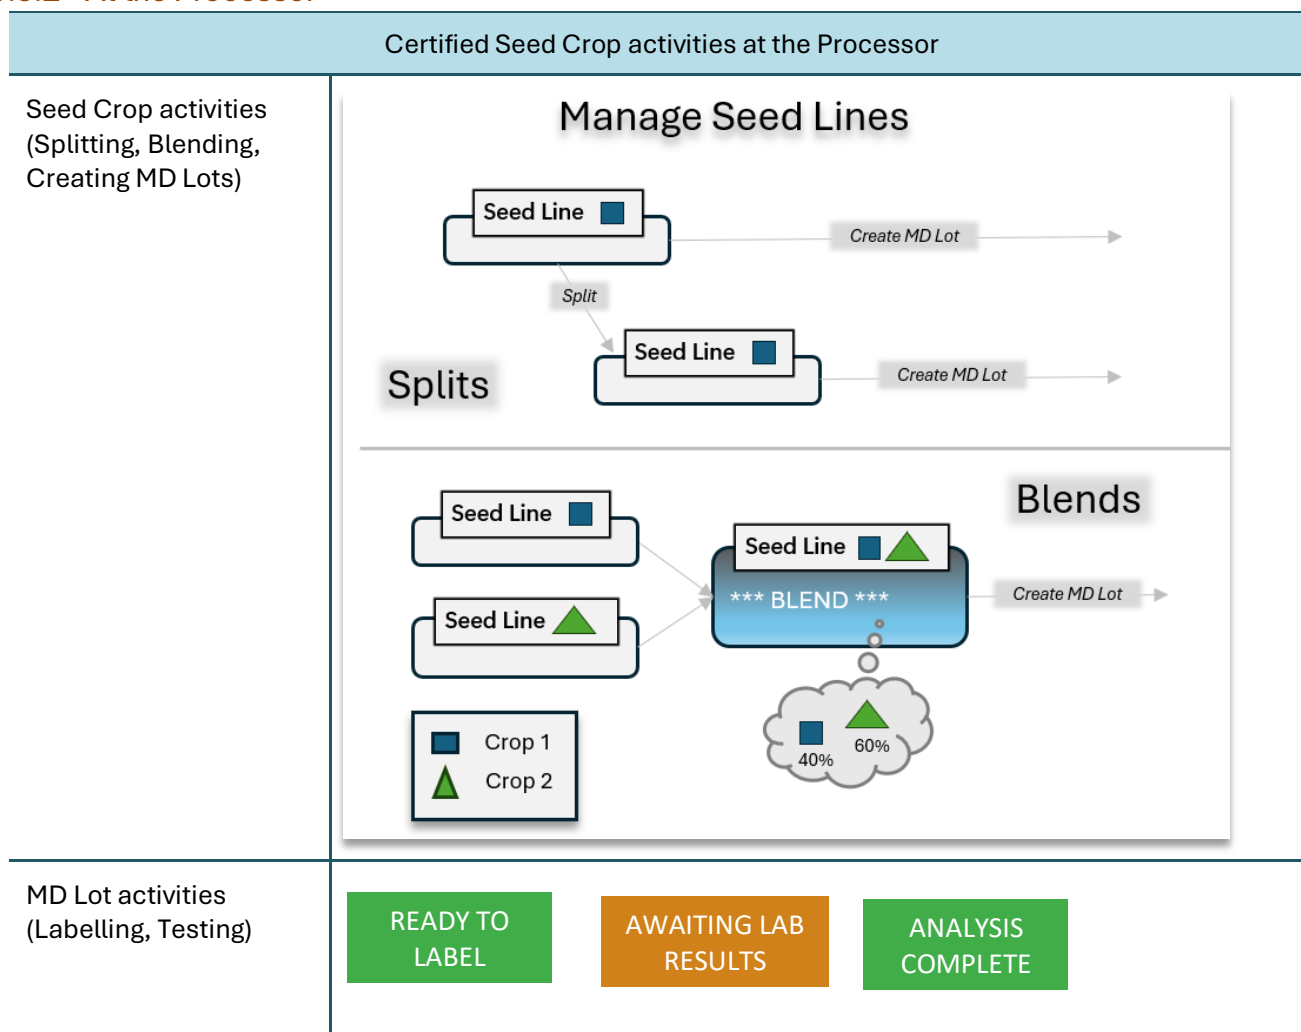 At the Processor
Certified Seed Crop activities at the Processor
Seed Crop activities
(Splitting, Blending,
Creating MD Lots)
Manage Seed Lines
Seed Line
Create MD Lot
Split
Seed Line
Create MD Lot
Splits
Blends
Seed Line
Seed Line
Seed Line
*** BLEND ***
Create MD Lot
40%
60%
Crop 1
Crop 2
MD Lot activities
(Labelling, Testing)
READY TO
LABEL
AWAITING LAB
RESULTS
ANALYSIS
COMPLETE